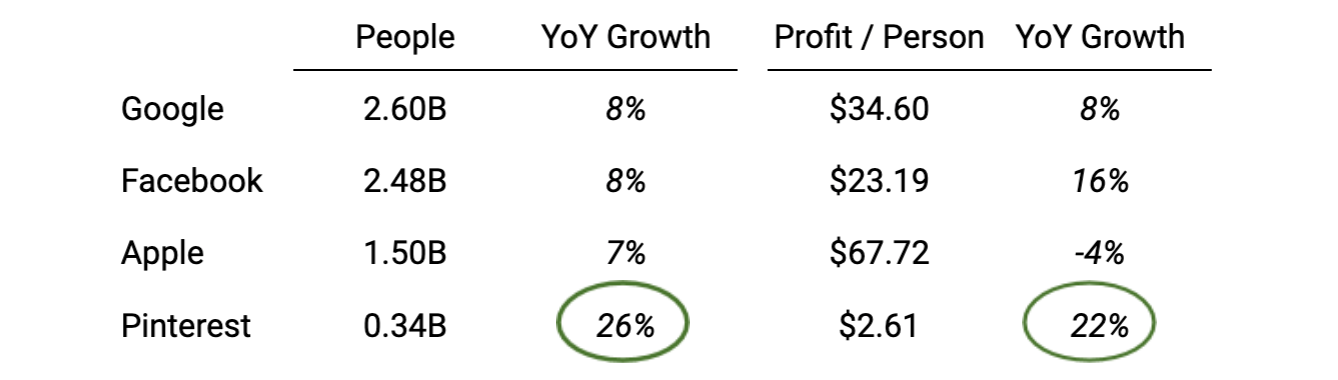 People YoY Growth Profit / Person YoY Growth
Google 2.60B 8% $34.60 8%
Facebook 2.48B 8% $23.19 16%
Apple 1.50B 7% $67.72 -4%
Pinterest 0.34B 26% $2.61 22%